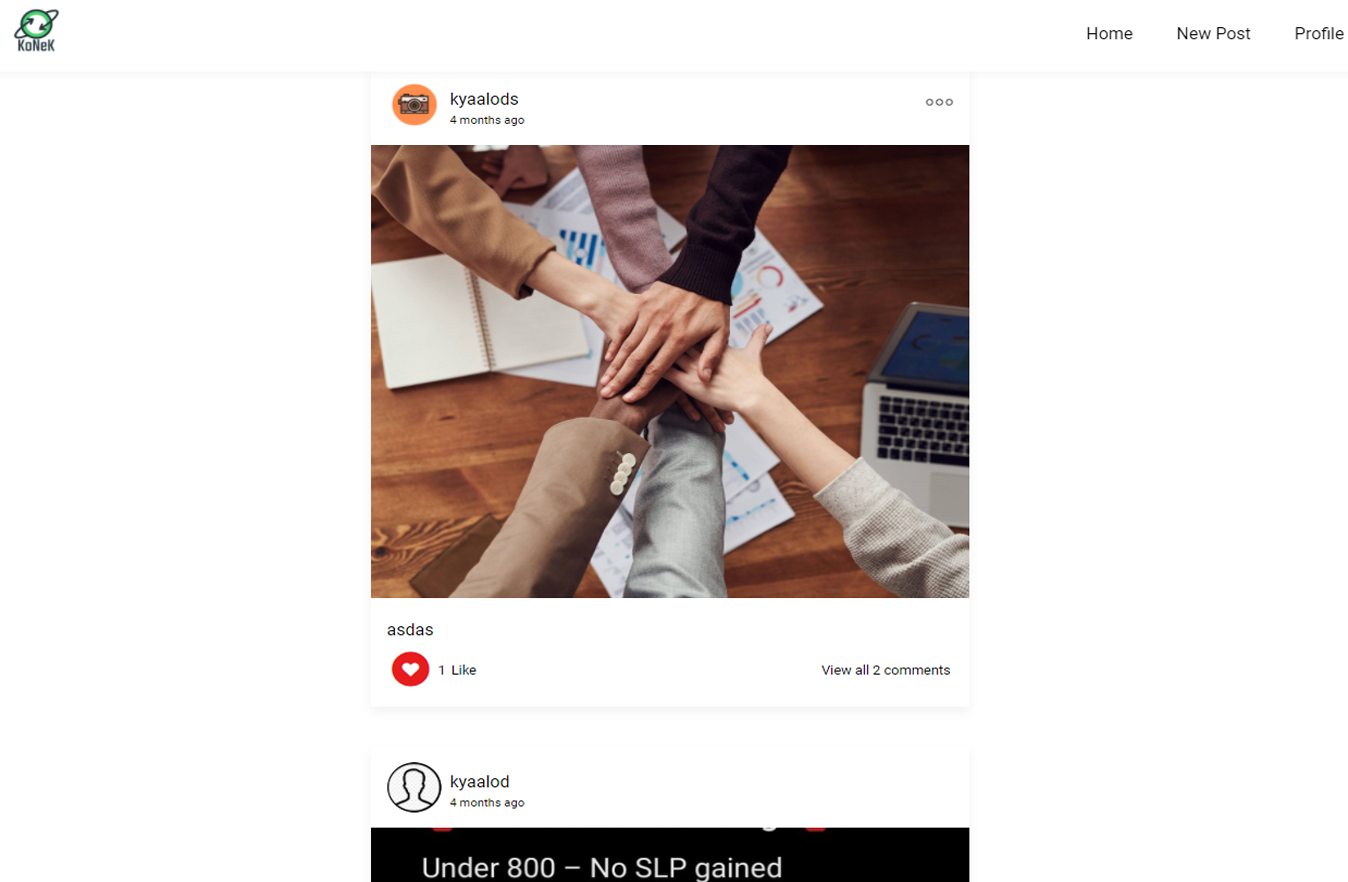 KoNeK
Home New Post Profile
kyaalods
4 months ago
asdas
1 Like View all 2 comments
kyaalod
4 months ago
Under 800 – No SLP gained